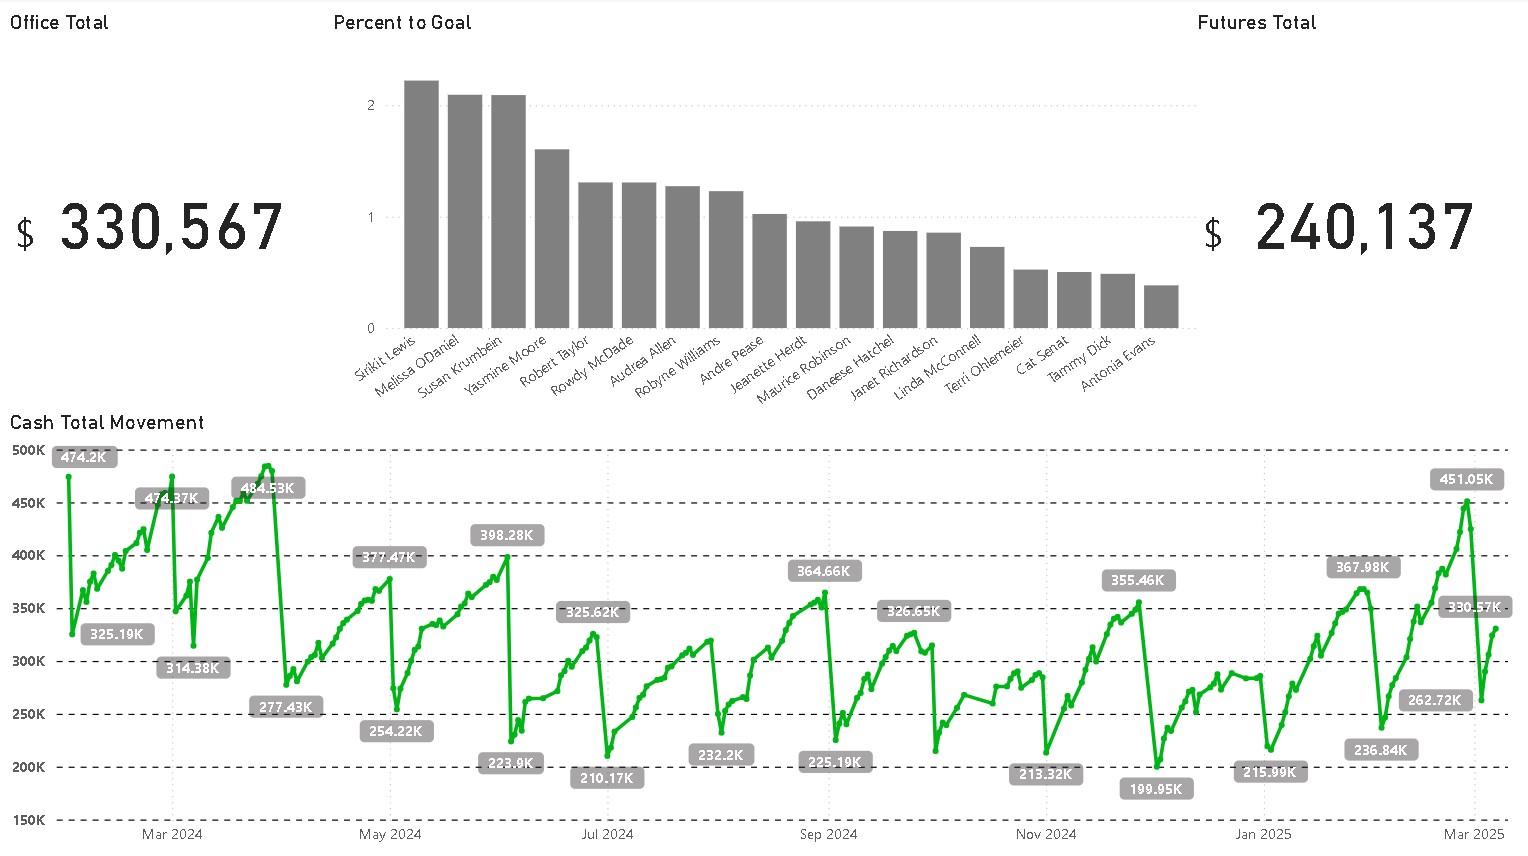 Office Total
Percent to Goal
Futures Total
2
1
0
$ 330,567
$ 240,137
Sirikit Lewis
Melissa ODaniel
Susan Krumbein
Yasmine Moore
Robert Taylor
Rowdy McDade
Audrea Allen
Robyne Williams
Andre Pease
Jeanette Herdt
Maurice Robinson
Daneese Hatchel
Janet Richardson
Linda McConnell
Terri Ohlemeier
Cat Senat
Tammy Dick
Antonia Evans
Cash Total Movement
500K
450K
400K
350K
300K
250K
200K
150K
474.2K
325.19K
474.37K
314.38K
484.53K
277.43K
377.47K
254.22K
398.28K
223.9K
325.62K
210.17K
232.2K
364.66K
225.19K
326.65K
213.32K
355.46K
199.95K
215.99K
367.98K
236.84K
451.05K
262.72K
330.57K
Mar 2024
May 2024
Jul 2024
Sep 2024
Nov 2024
Jan 2025
Mar 2025